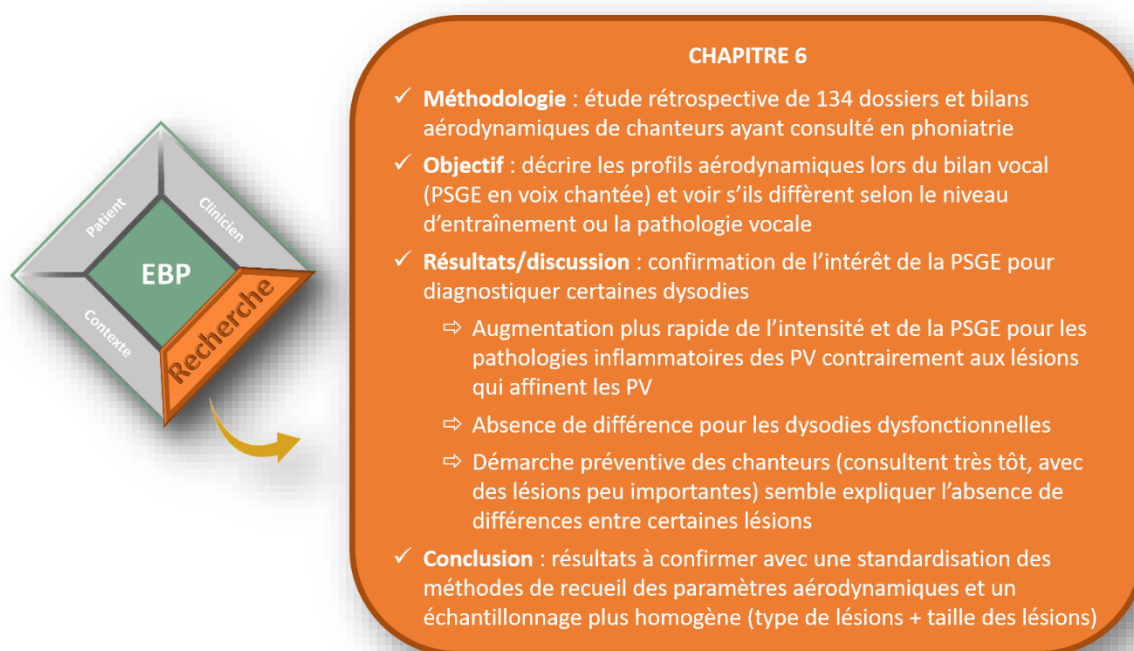 CHAPITRE 6
✓ Méthodologie : étude rétrospective de 134 dossiers et bilans
aérodynamiques de chanteurs ayant consulté en phoniatrie
✓ Objectif : décrire les profils aérodynamiques lors du bilan vocal
(PSGE en voix chantée) et voir s’ils diffèrent selon le niveau
d’entraînement ou la pathologie vocale
✓ Résultats/discussion : confirmation de l’intérêt de la PSGE pour
diagnostiquer certaines dysodies
⇨ Augmentation plus rapide de l’intensité et de la PSGE pour les
pathologies inflammatoires des PV contrairement aux lésions
qui affinent les PV
⇨ Absence de différence pour les dysodies dysfonctionnelles
⇨ Démarche préventive des chanteurs (consultent très tôt, avec
des lésions peu importantes) semble expliquer l’absence de
différences entre certaines lésions
✓ Conclusion : résultats à confirmer avec une standardisation des
méthodes de recueil des paramètres aérodynamiques et un
échantillonnage plus homogène (type de lésions + taille des lésions)
Patient
Clinicien
EBP
Contexte
Recherche